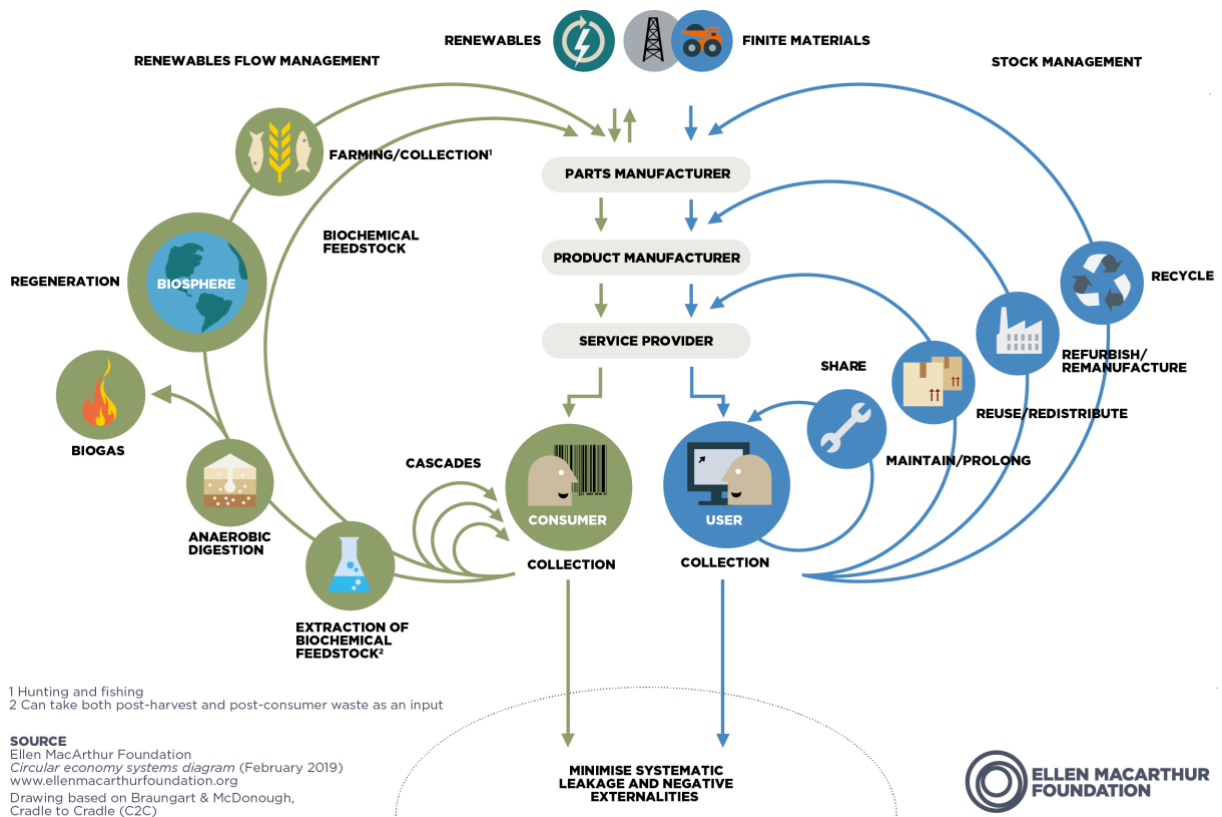 RENEWABLES
FINITE MATERIALS
RENEWABLES FLOW MANAGEMENT
STOCK MANAGEMENT
FARMING/COLLECTION¹
PARTS MANUFACTURER
BIOCHEMICAL
FEEDSTOCK
PRODUCT MANUFACTURER
REGENERATION
BIOSPHERE
RECYCLE
SERVICE PROVIDER
SHARE
REFURBISH/
REMANUFACTURE
REUSE/REDISTRIBUTE
BIOGAS
CASCADES
MAINTAIN/PROLONG
CONSUMER
USER
ANAEROBIC
DIGESTION
COLLECTION
COLLECTION
EXTRACTION OF
BIOCHEMICAL
FEEDSTOCK²
1 Hunting and fishing
2 Can take both post-harvest and post-consumer waste as an input
SOURCE
Ellen MacArthur Foundation
Circular economy systems diagram (February 2019)
www.ellenmacarthurfoundation.org
Drawing based on Braungart & McDonough,
Cradle to Cradle (C2C)
MINIMISE SYSTEMATIC
LEAKAGE AND NEGATIVE
EXTERNALITIES
ELLEN MACARTHUR
FOUNDATION